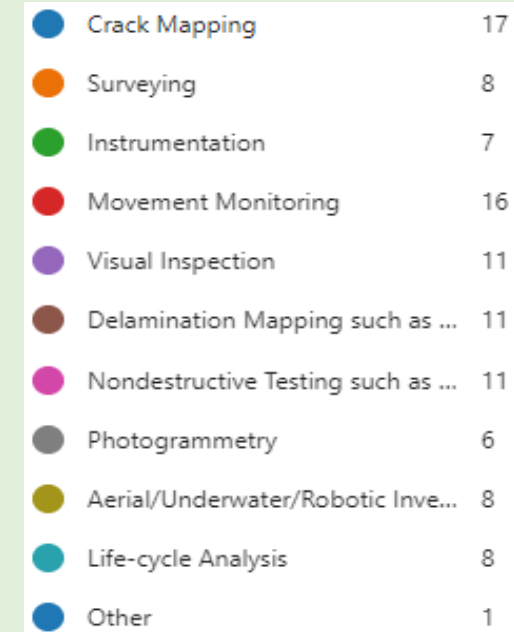 Crack Mapping 17
Surveying 8
Instrumentation 7
Movement Monitoring 16
Visual Inspection 11
Delamination Mapping such as ... 11
Nondestructive Testing such as ... 11
Photogrammetry 6
Aerial/Underwater/Robotic Inve... 8
Life-cycle Analysis 8
Other 1